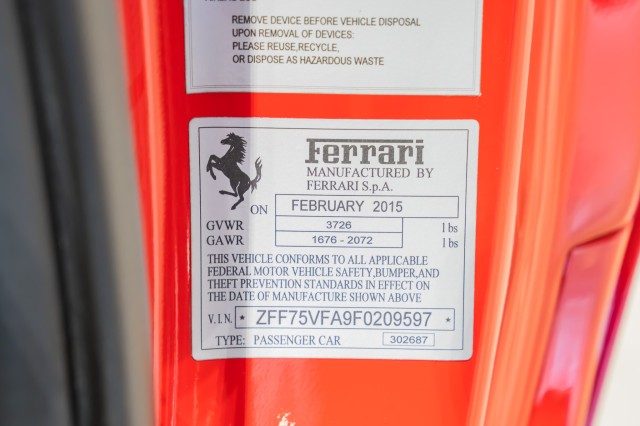 REMOVE DEVICE BEFORE VEHICLE DISPOSAL
UPON REMOVAL OF DEVICES:
PLEASE REUSE,RECYCLE,
OR DISPOSE AS HAZARDOUS WASTE
Ferrari
MANUFACTURED BY
FERRARI S.p.A.
ON FEBRUARY 2015
GVWR 3726 lbs
GAWR 1676 - 2072 lbs
THIS VEHICLE CONFORMS TO ALL APPLICABLE
FEDERAL MOTOR VEHICLE SAFETY,BUMPER,AND
THEFT PREVENTION STANDARDS IN EFFECT ON
THE DATE OF MANUFACTURE SHOWN ABOVE
V.I.N. * ZFF75VFA9F0209597 *
TYPE: PASSENGER CAR 302687